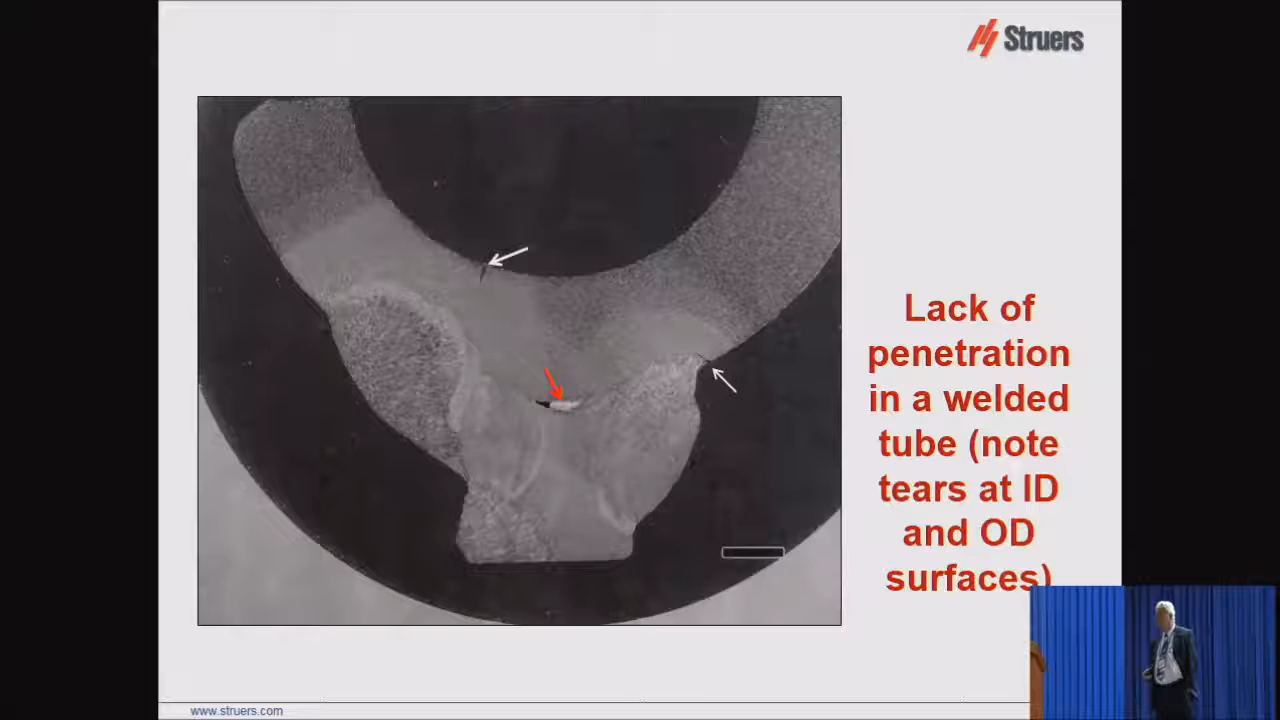 Struers
Lack of
penetration
in a welded
tube (note
tears at ID
and OD
surfaces)
www.struers.com